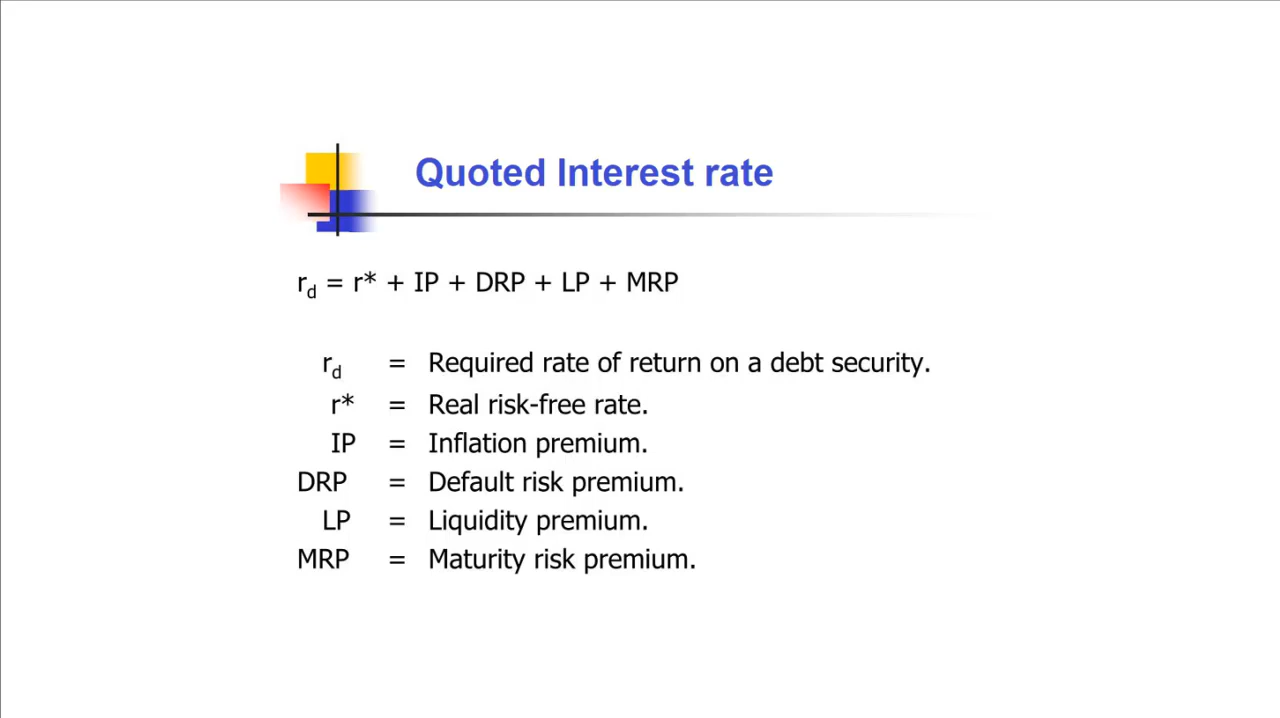 Quoted Interest rate
rd = r* + IP + DRP + LP + MRP
rd = Required rate of return on a debt security.
r* = Real risk-free rate.
IP = Inflation premium.
DRP = Default risk premium.
LP = Liquidity premium.
MRP = Maturity risk premium.